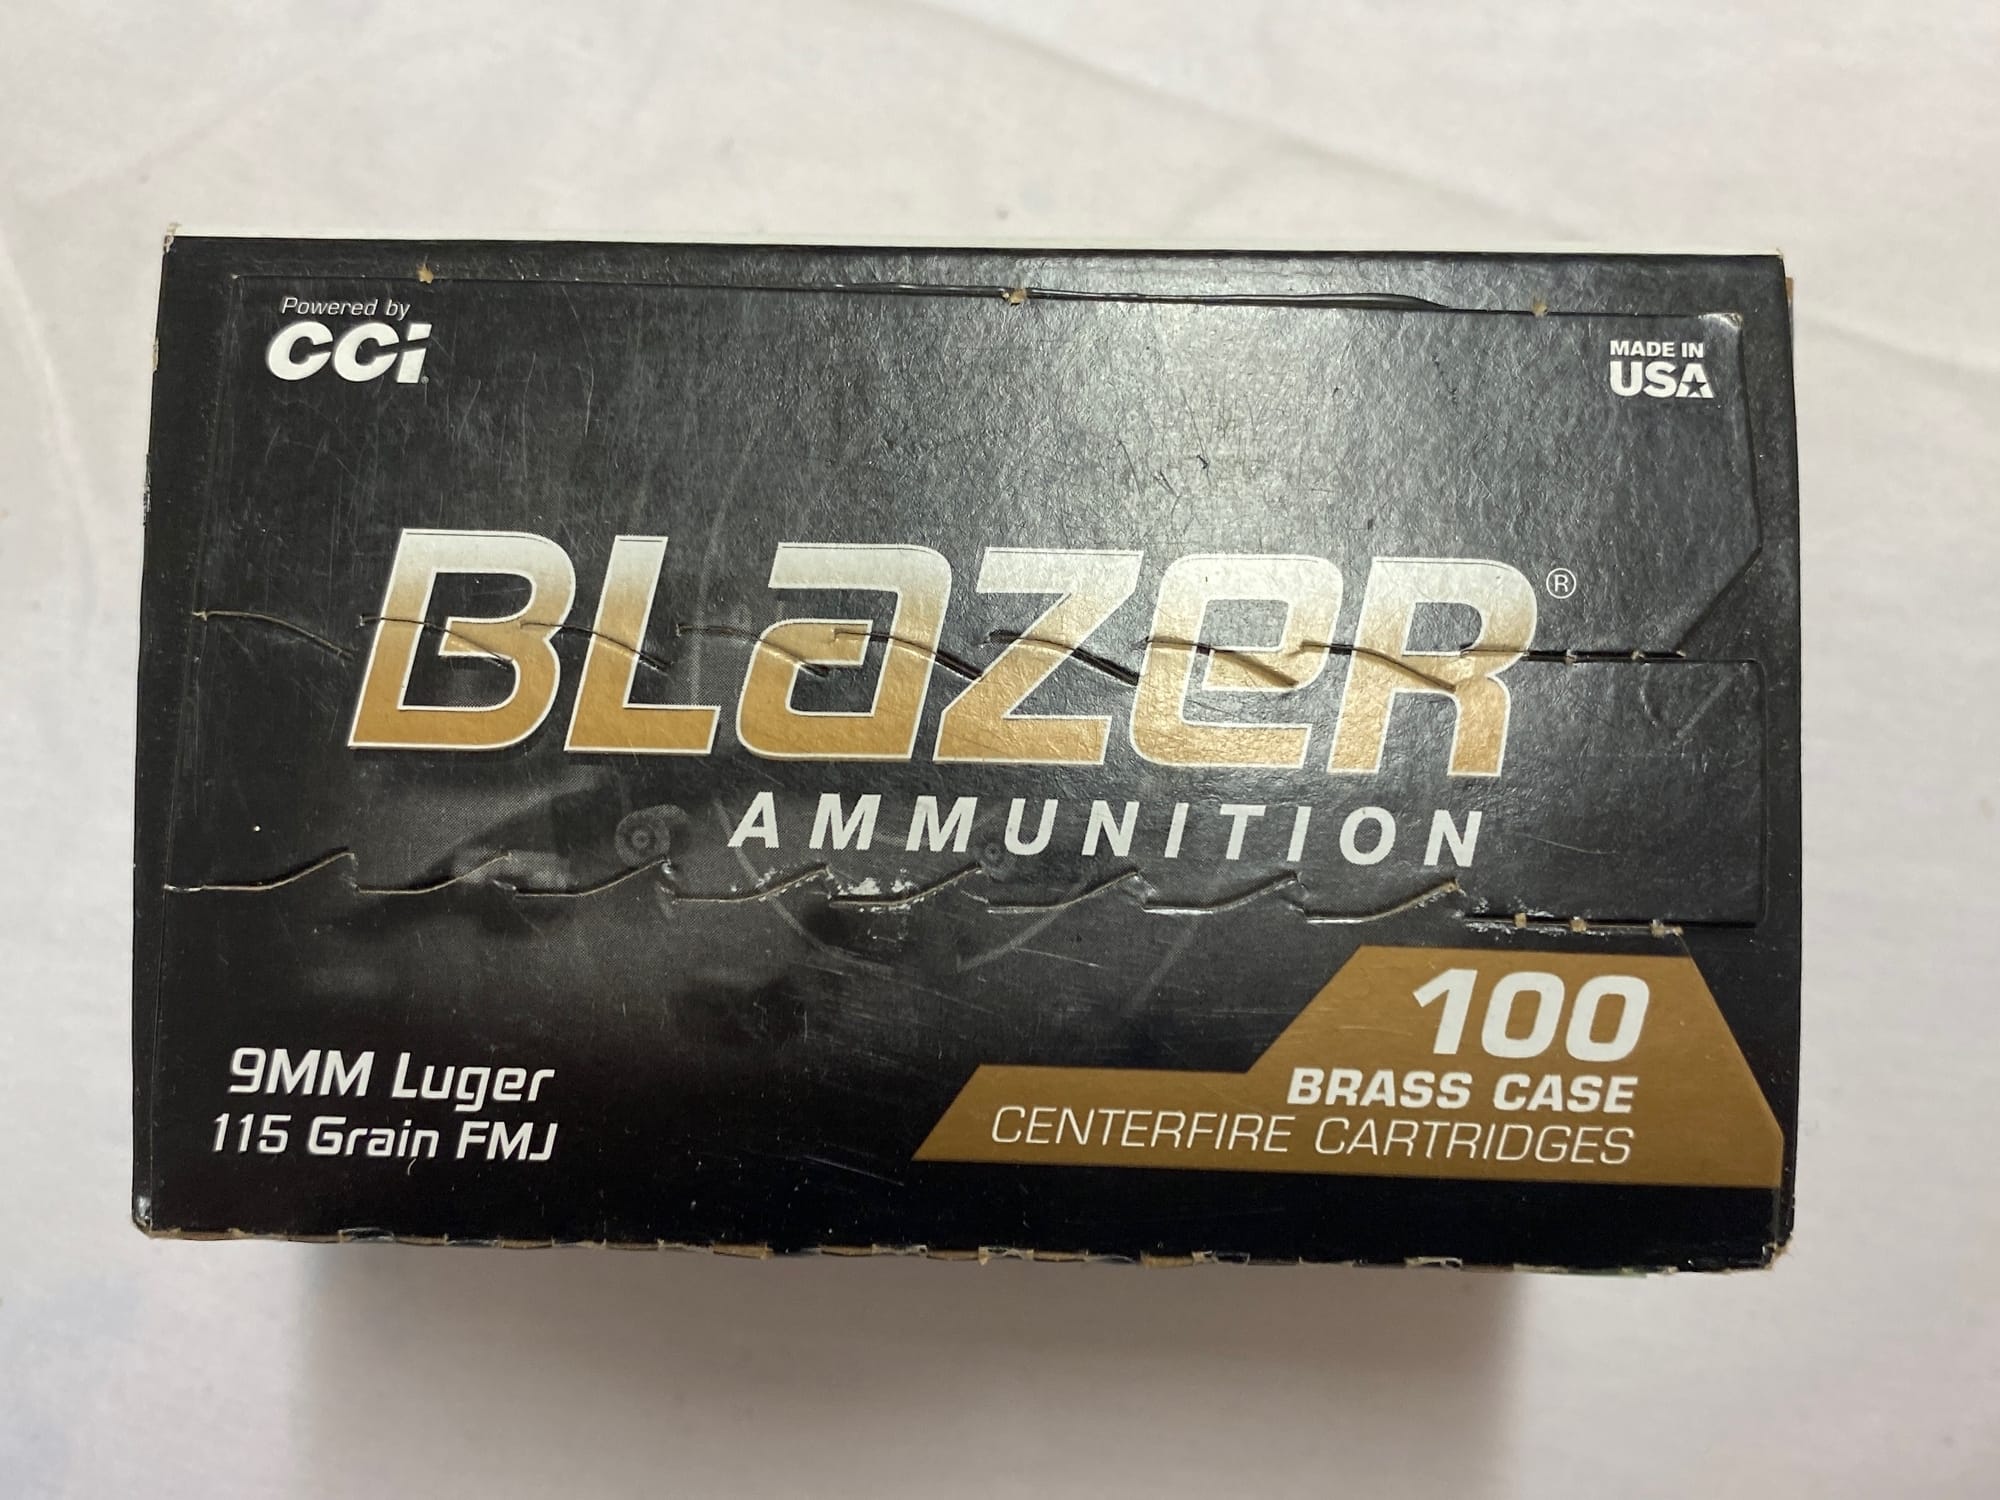 Powered by
CCI
MADE IN
USA
BLazeR®
AMMUNITION
9MM Luger
115 Grain FMJ
100
BRASS CASE
CENTERFIRE CARTRIDGES